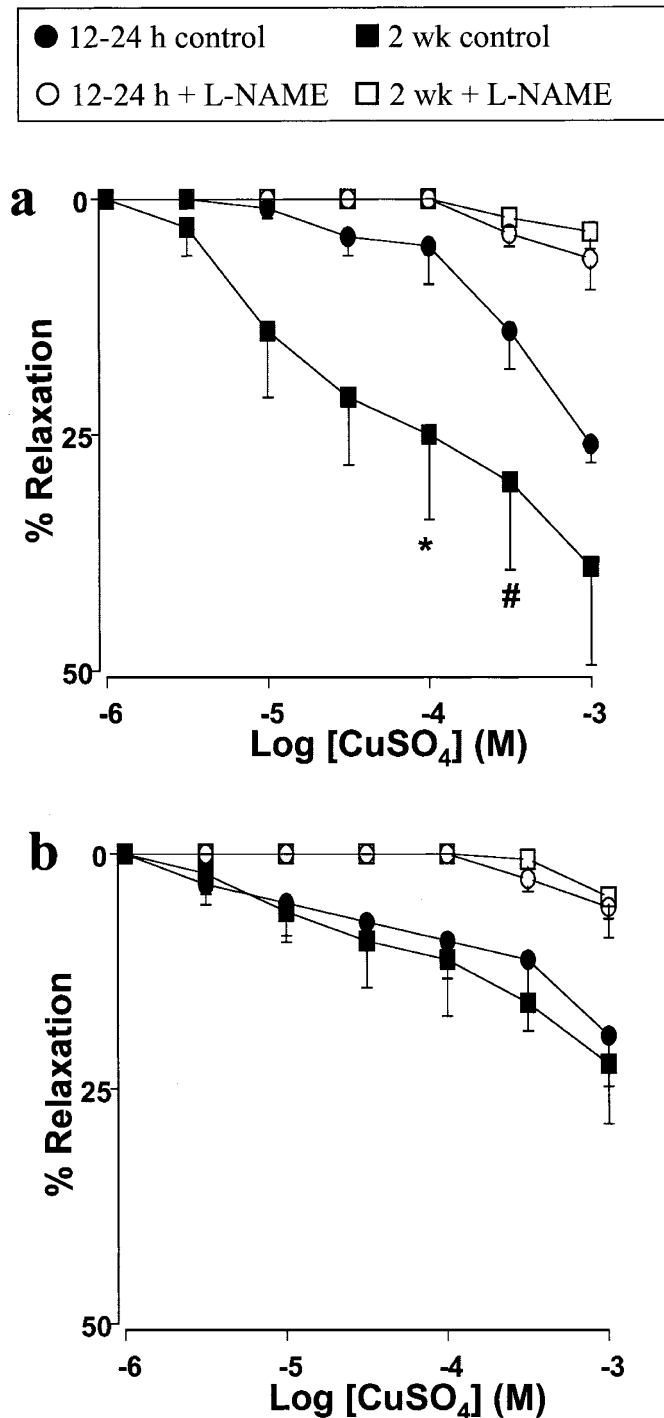 12-24 h control 2 wk control
12-24 h + L-NAME 2 wk + L-NAME
a
0
25
50
% Relaxation
*
#
-6 -5 -4 -3
Log [CuSO₄] (M)
b
0
25
50
% Relaxation
-6 -5 -4 -3
Log [CuSO₄] (M)